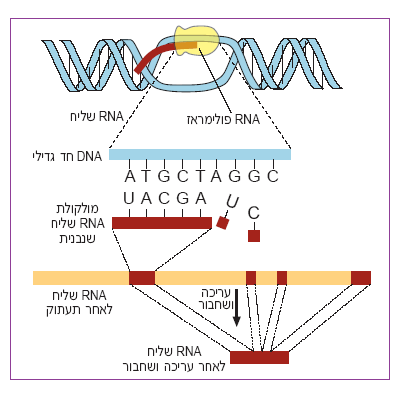 RNA שליח
RNA פולימראז
DNA חד גדילי
A T G C T A G G C
U A C G A U
C
מולקולת
RNA שליח
שנבנית
עריכה
ושחבור
RNA שליח
לאחר תעתוק
RNA שליח
לאחר עריכה ושחבור